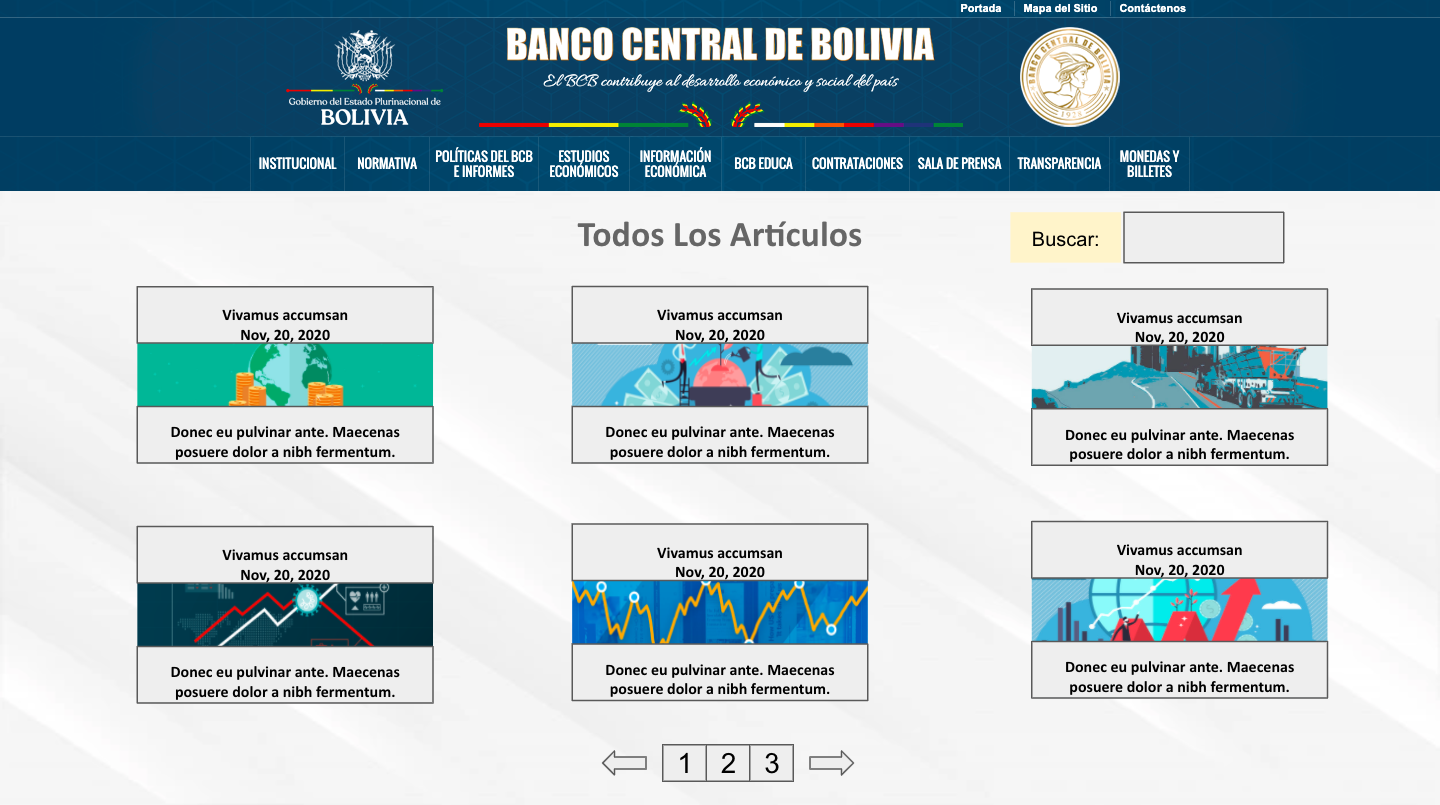 Portada
Mapa del Sitio
Contáctenos
BANCO CENTRAL DE BOLIVIA
El BCB contribuye al desarrollo económico y social del país
Gobierno del Estado Plurinacional de
BOLIVIA
BANCO CENTRAL DE BOLIVIA
1928
INSTITUCIONAL
NORMATIVA
POLÍTICAS DEL BCB
E INFORMES
ESTUDIOS
ECONÓMICOS
INFORMACIÓN
ECONÓMICA
BCB EDUCA
CONTRATACIONES
SALA DE PRENSA
TRANSPARENCIA
MONEDAS Y
BILLETES
Todos Los Artículos
Buscar:
Vivamus accumsan
Nov, 20, 2020
Donec eu pulvinar ante. Maecenas
posuere dolor a nibh fermentum.
Vivamus accumsan
Nov, 20, 2020
Donec eu pulvinar ante. Maecenas
posuere dolor a nibh fermentum.
Vivamus accumsan
Nov, 20, 2020
Donec eu pulvinar ante. Maecenas
posuere dolor a nibh fermentum.
Vivamus accumsan
Nov, 20, 2020
Donec eu pulvinar ante. Maecenas
posuere dolor a nibh fermentum.
Vivamus accumsan
Nov, 20, 2020
Donec eu pulvinar ante. Maecenas
posuere dolor a nibh fermentum.
Vivamus accumsan
Nov, 20, 2020
Donec eu pulvinar ante. Maecenas
posuere dolor a nibh fermentum.
1 2 3